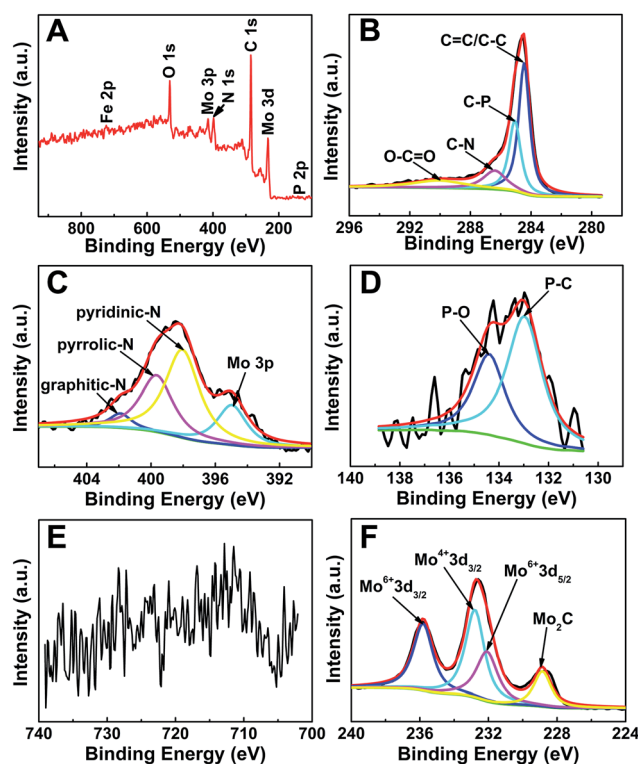 A
Intensity (a.u.)
Fe 2p
O 1s
Mo 3p
N 1s
C 1s
Mo 3d
P 2p
800
600
400
200
Binding Energy (eV)
B
Intensity (a.u.)
C=C/C-C
C-P
C-N
O-C=O
296
292
288
284
280
Binding Energy (eV)
C
Intensity (a.u.)
pyridinic-N
pyrrolic-N
graphitic-N
Mo 3p
404
400
396
392
Binding Energy (eV)
D
Intensity (a.u.)
P-C
P-O
140
138
136
134
132
130
Binding Energy (eV)
E
Intensity (a.u.)
740
730
720
710
700
Binding Energy (eV)
F
Intensity (a.u.)
Mo⁴⁺3d₃/₂
Mo⁶⁺3d₃/₂
Mo⁶⁺3d₅/₂
Mo₂C
240
236
232
228
224
Binding Energy (eV)